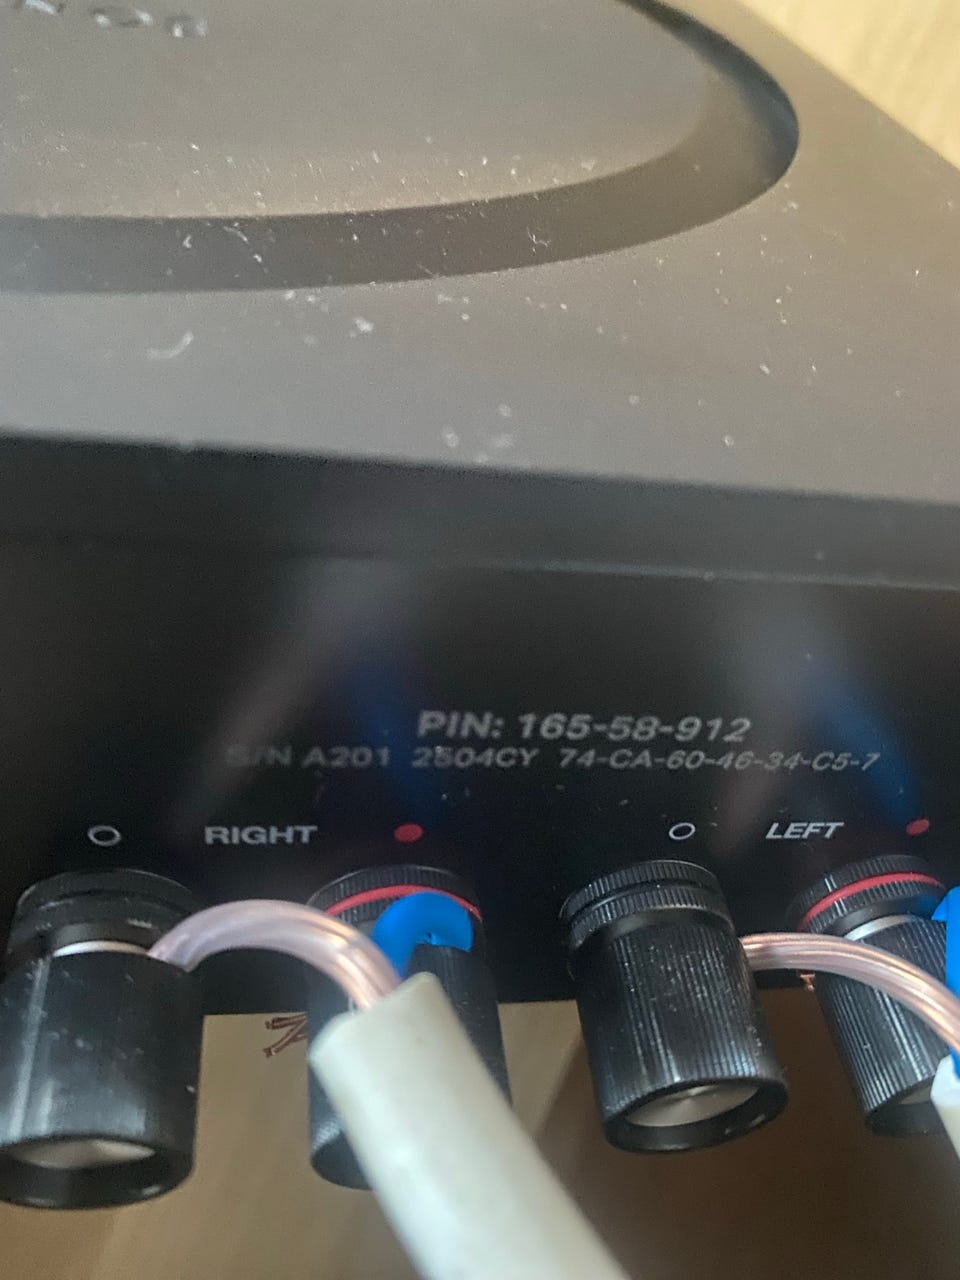 PIN: 165-58-912
S/N A201 2504CY 74-CA-60-46-34-C5-7
RIGHT LEFT